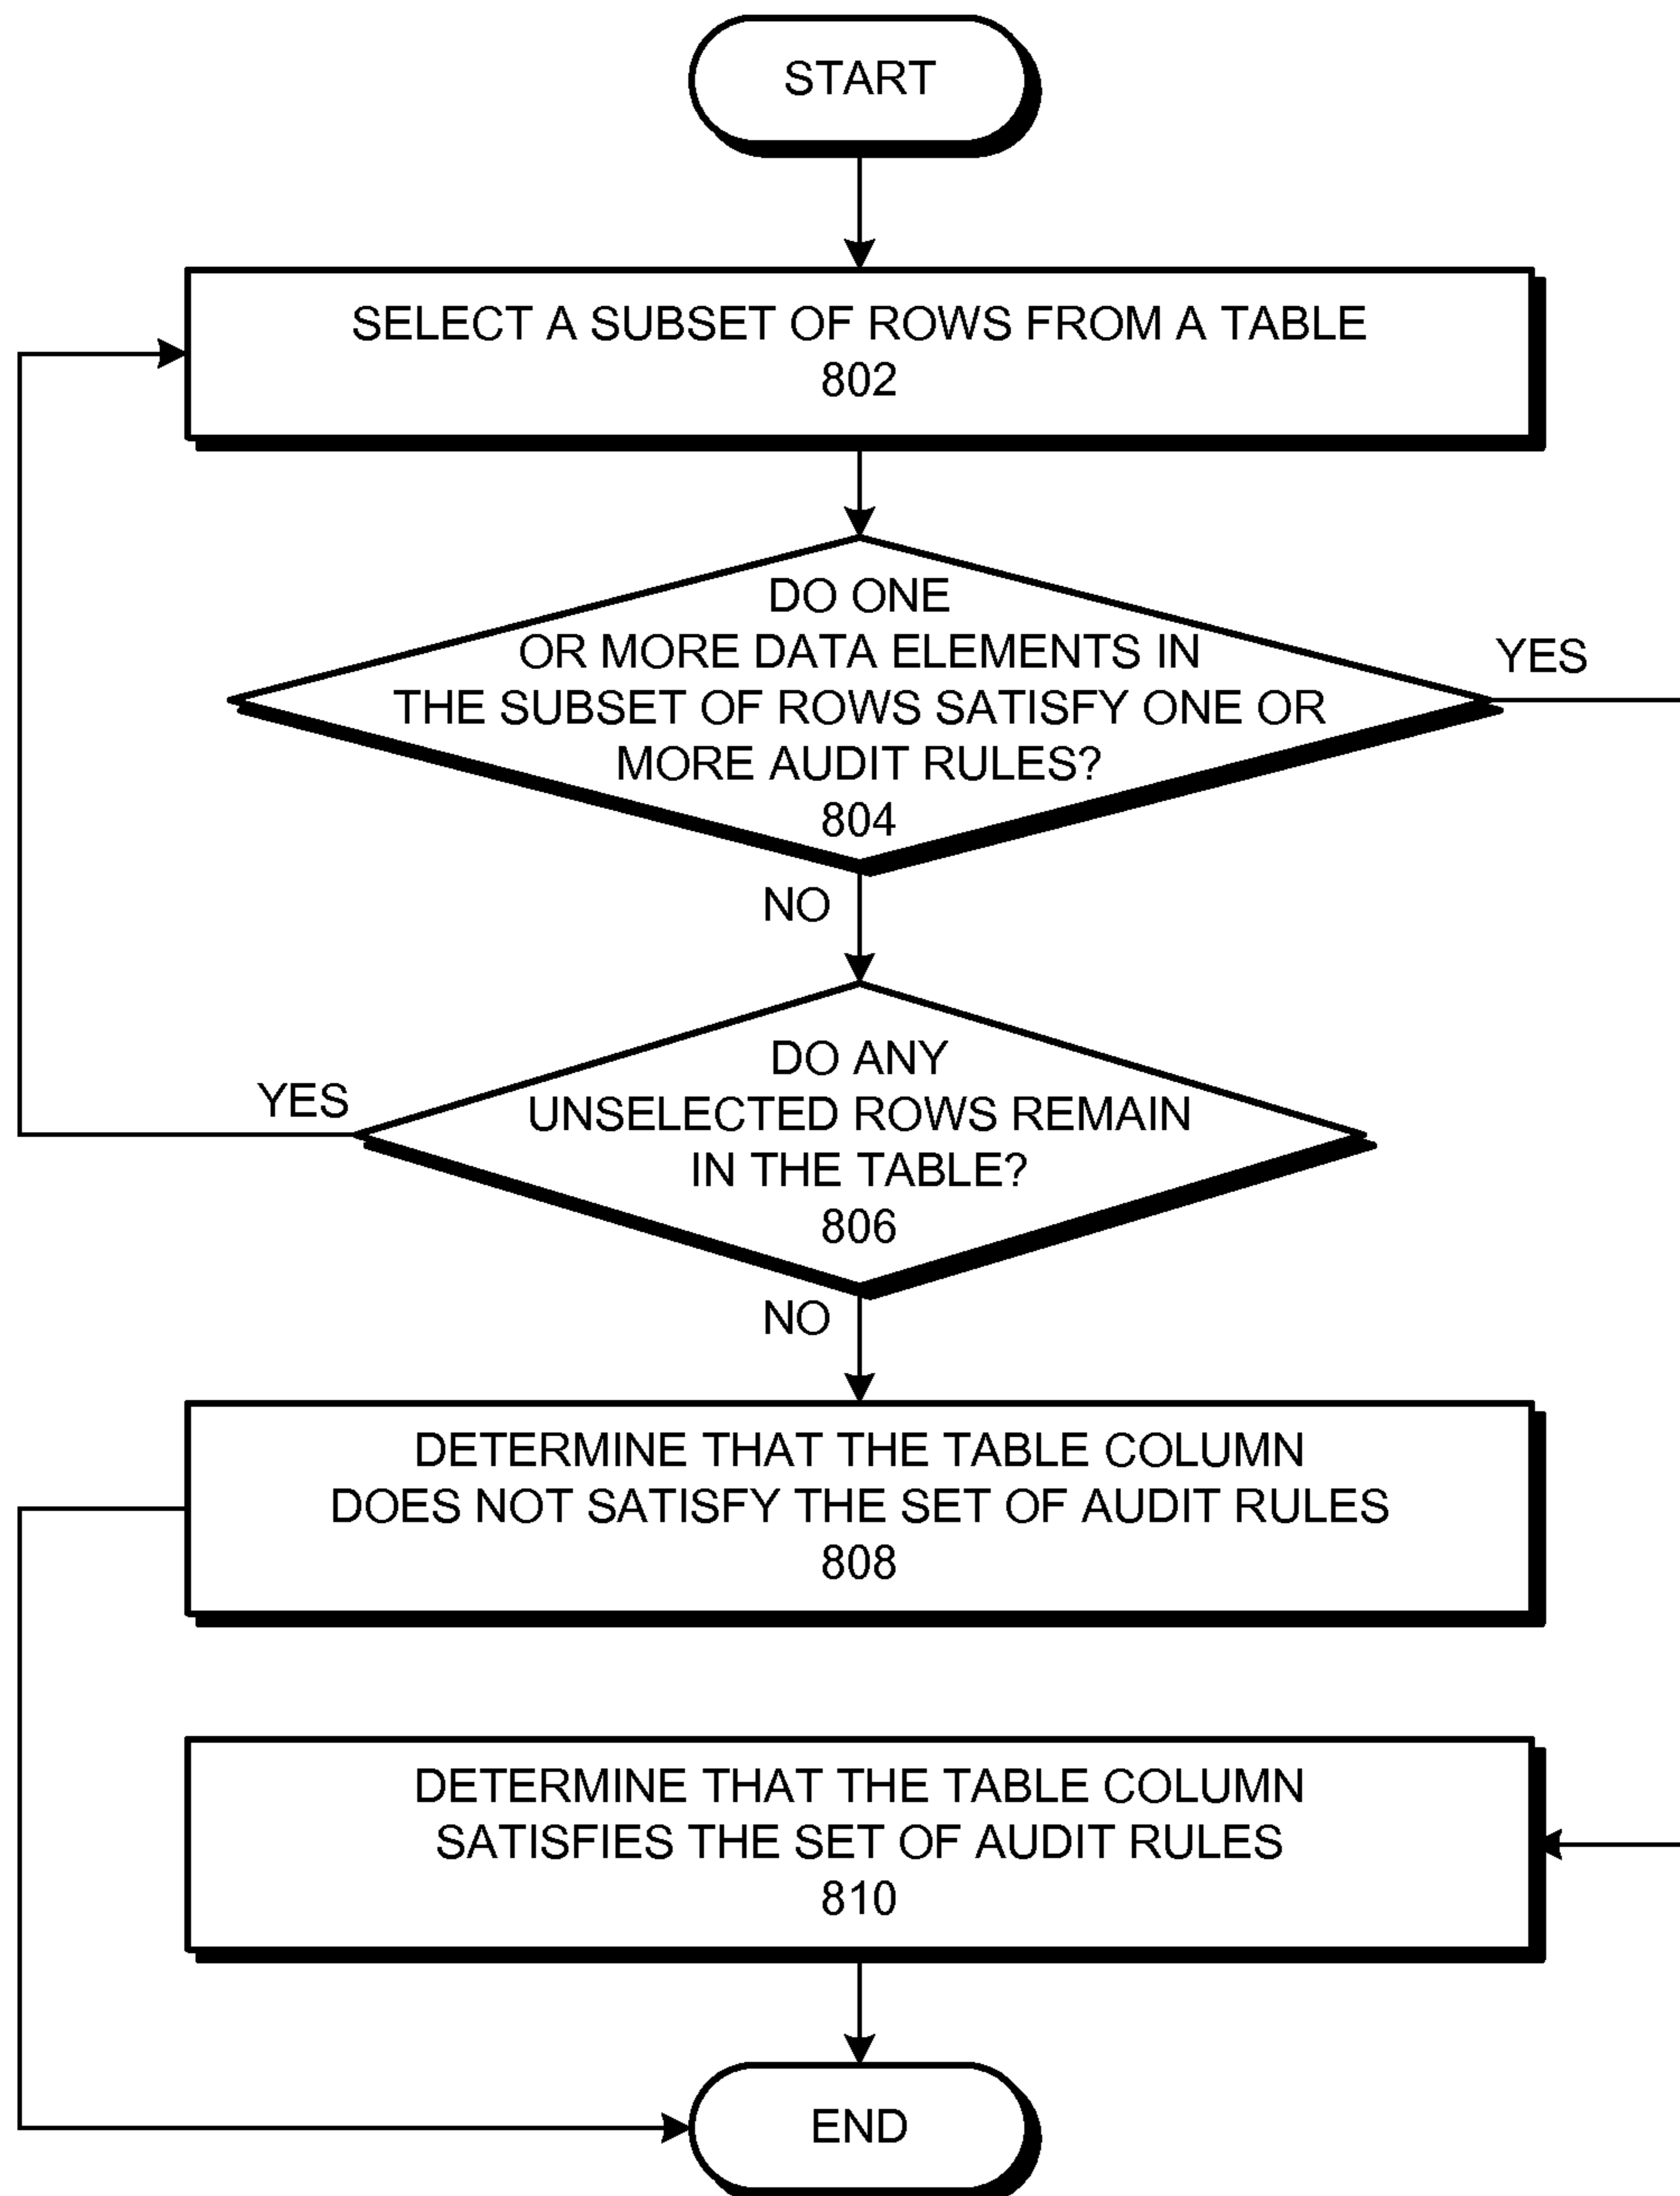 START
SELECT A SUBSET OF ROWS FROM A TABLE
802
DO ONE
OR MORE DATA ELEMENTS IN
THE SUBSET OF ROWS SATISFY ONE OR
MORE AUDIT RULES?
804
YES
NO
DO ANY
UNSELECTED ROWS REMAIN
IN THE TABLE?
806
YES
NO
DETERMINE THAT THE TABLE COLUMN
DOES NOT SATISFY THE SET OF AUDIT RULES
808
DETERMINE THAT THE TABLE COLUMN
SATISFIES THE SET OF AUDIT RULES
810
END